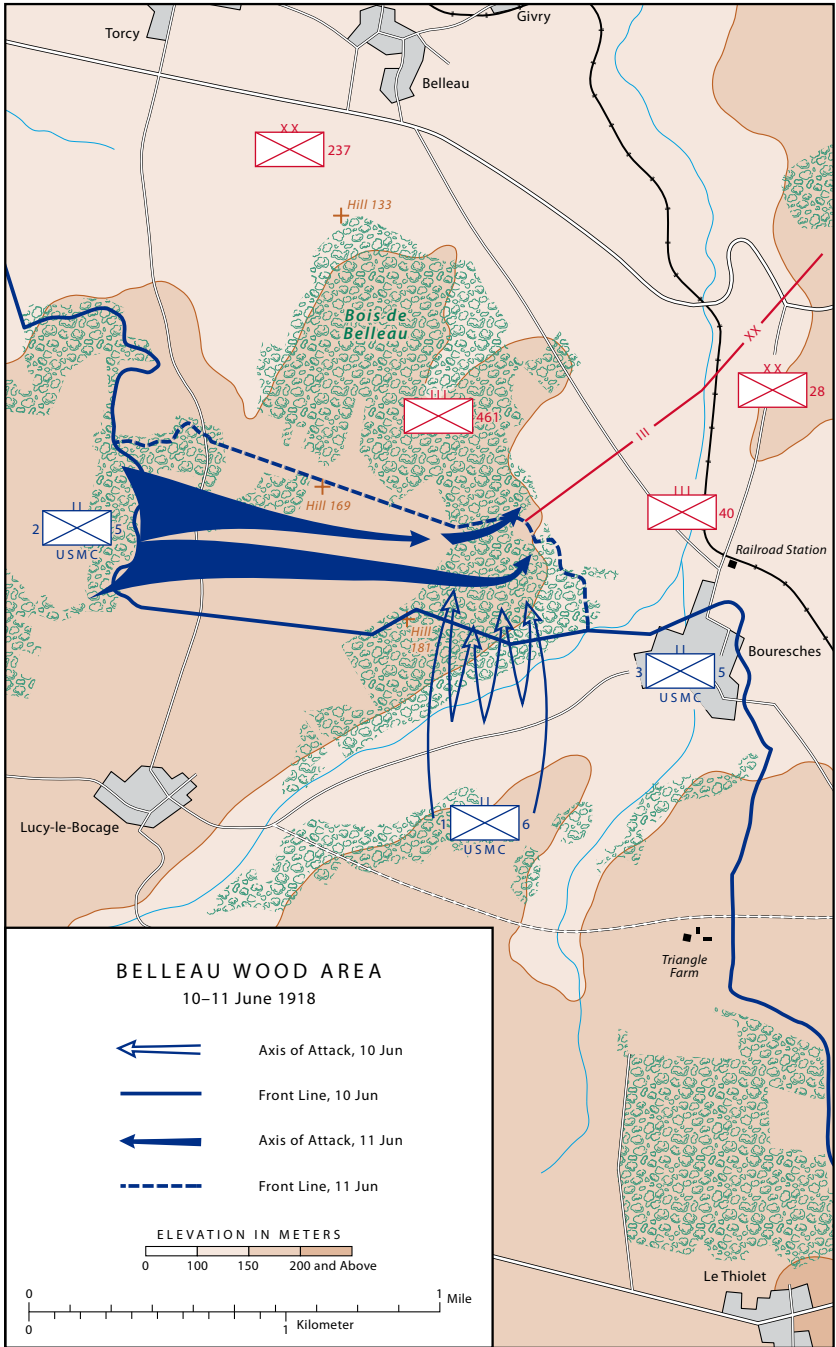 Givry
Torcy
Belleau
XX
237
Hill 133
Bois de
Belleau
XX
XX
28
III
461
III
Hill 169
III
40
II
2 5
USMC
Railroad Station
Hill
181
Bouresches
II
3 5
USMC
II
1 6
USMC
Lucy-le-Bocage
Triangle
Farm
BELLEAU WOOD AREA
10–11 June 1918
Axis of Attack, 10 Jun
Front Line, 10 Jun
Axis of Attack, 11 Jun
Front Line, 11 Jun
ELEVATION IN METERS
0 100 150 200 and Above
Le Thiolet
0 1 Mile
0 1 Kilometer